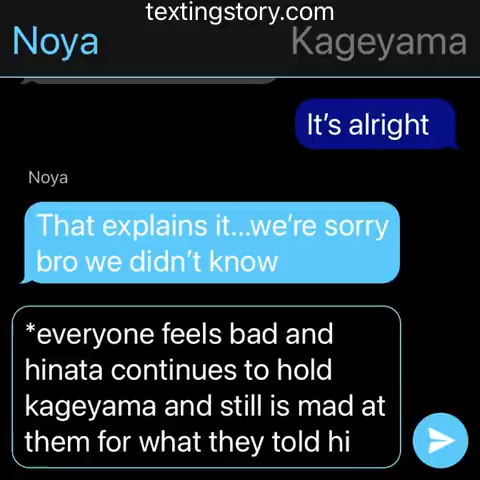 textingstory.com
Noya Kageyama
It's alright
Noya
That explains it...we're sorry
bro we didn't know
*everyone feels bad and
hinata continues to hold
kageyama and still is mad at
them for what they told hi